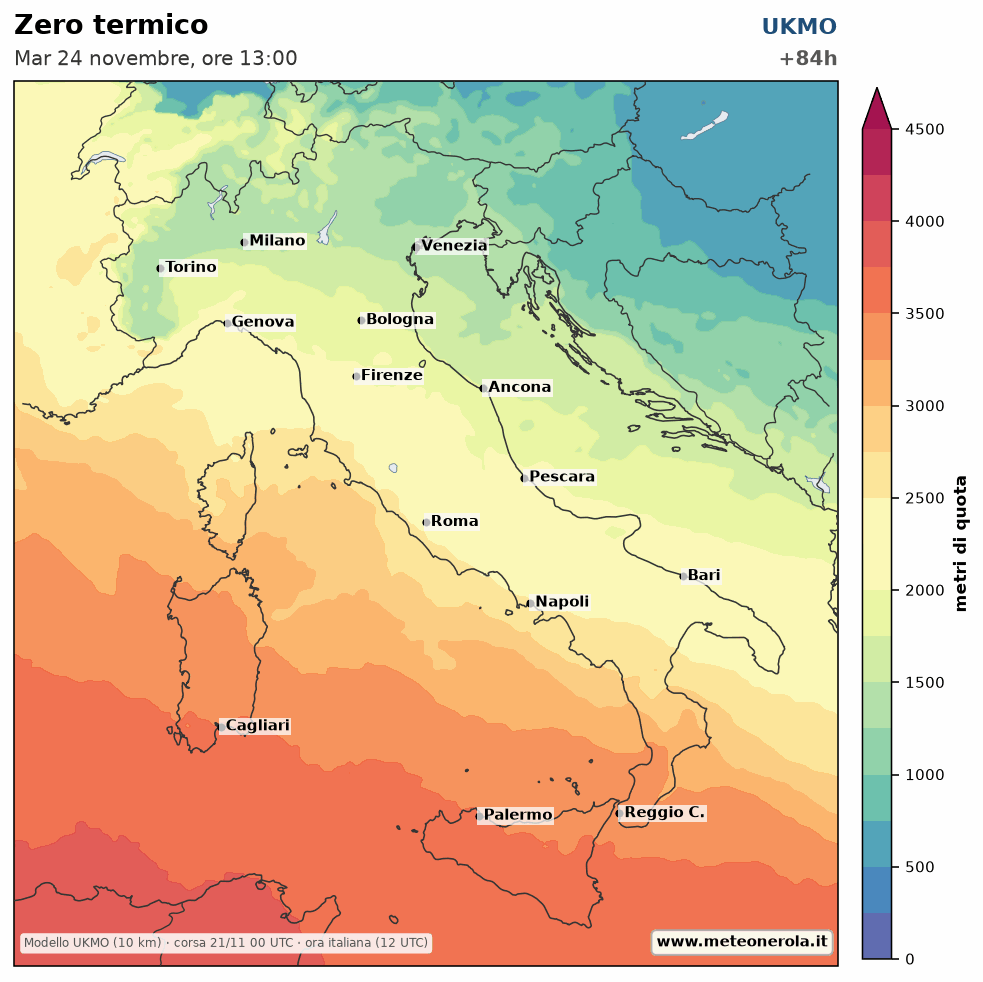 Zero termico
UKMO
Mar 24 novembre, ore 13:00
+84h
Milano
Venezia
Torino
Genova
Bologna
Firenze
Ancona
Pescara
Roma
Bari
Napoli
Cagliari
Palermo
Reggio C.
4500
4000
3500
3000
2500
2000
1500
1000
500
0
metri di quota
Modello UKMO (10 km) · corsa 21/11 00 UTC · ora italiana (12 UTC)
www.meteonerola.it